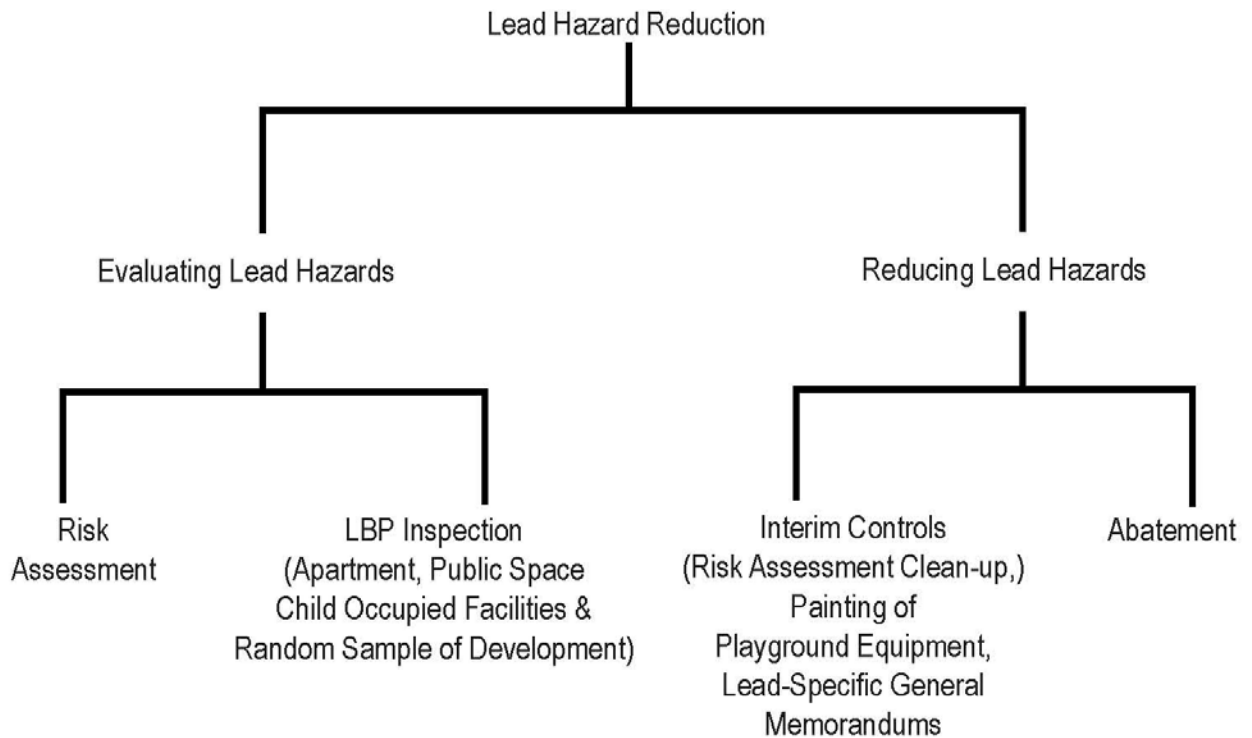 Lead Hazard Reduction
Evaluating Lead Hazards
Reducing Lead Hazards
Risk
Assessment
LBP Inspection
(Apartment, Public Space
Child Occupied Facilities &
Random Sample of Development)
Interim Controls
(Risk Assessment Clean-up,)
Painting of
Playground Equipment,
Lead-Specific General
Memorandums
Abatement